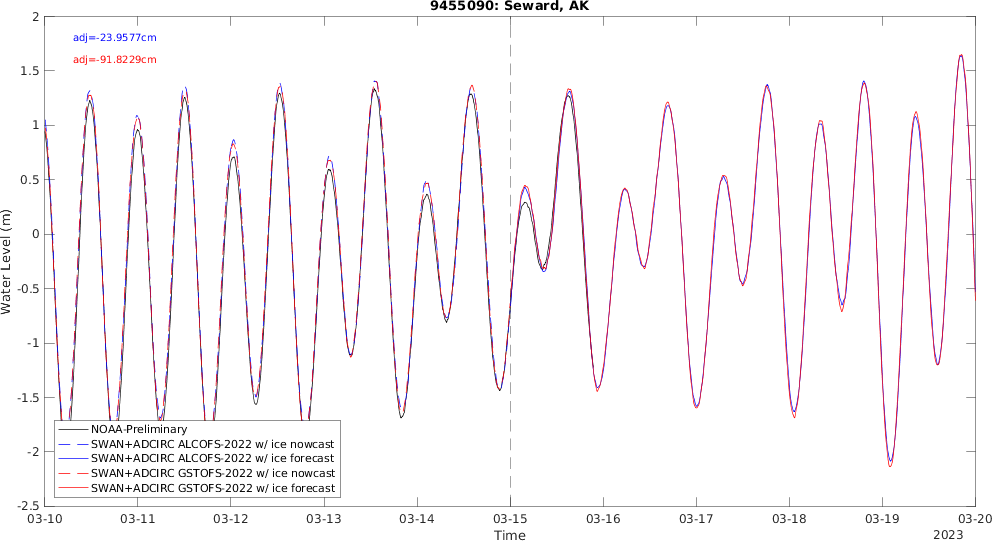 9455090: Seward, AK
adj=-23.9577cm
adj=-91.8229cm
Water Level (m)
2
1.5
1
0.5
0
-0.5
-1
-1.5
-2
-2.5
NOAA-Preliminary
SWAN+ADCIRC ALCOFS-2022 w/ ice nowcast
SWAN+ADCIRC ALCOFS-2022 w/ ice forecast
SWAN+ADCIRC GSTOFS-2022 w/ ice nowcast
SWAN+ADCIRC GSTOFS-2022 w/ ice forecast
03-10 03-11 03-12 03-13 03-14 03-15 03-16 03-17 03-18 03-19 03-20
Time
2023